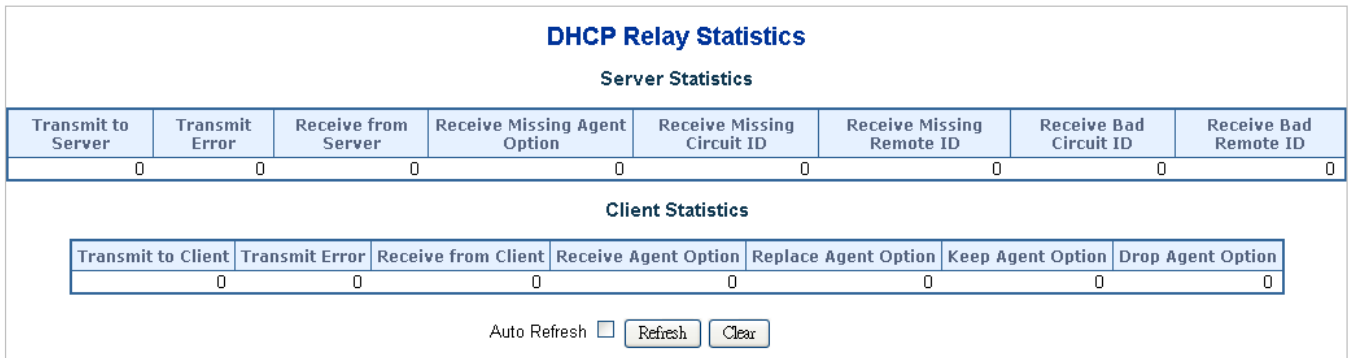 DHCP Relay Statistics
Server Statistics
Transmit to Server Transmit Error Receive from Server Receive Missing Agent Option Receive Missing Circuit ID Receive Missing Remote ID Receive Bad Circuit ID Receive Bad Remote ID
0 0 0 0 0 0 0 0
Client Statistics
Transmit to Client Transmit Error Receive from Client Receive Agent Option Replace Agent Option Keep Agent Option Drop Agent Option
0 0 0 0 0 0 0
Auto Refresh Refresh Clear